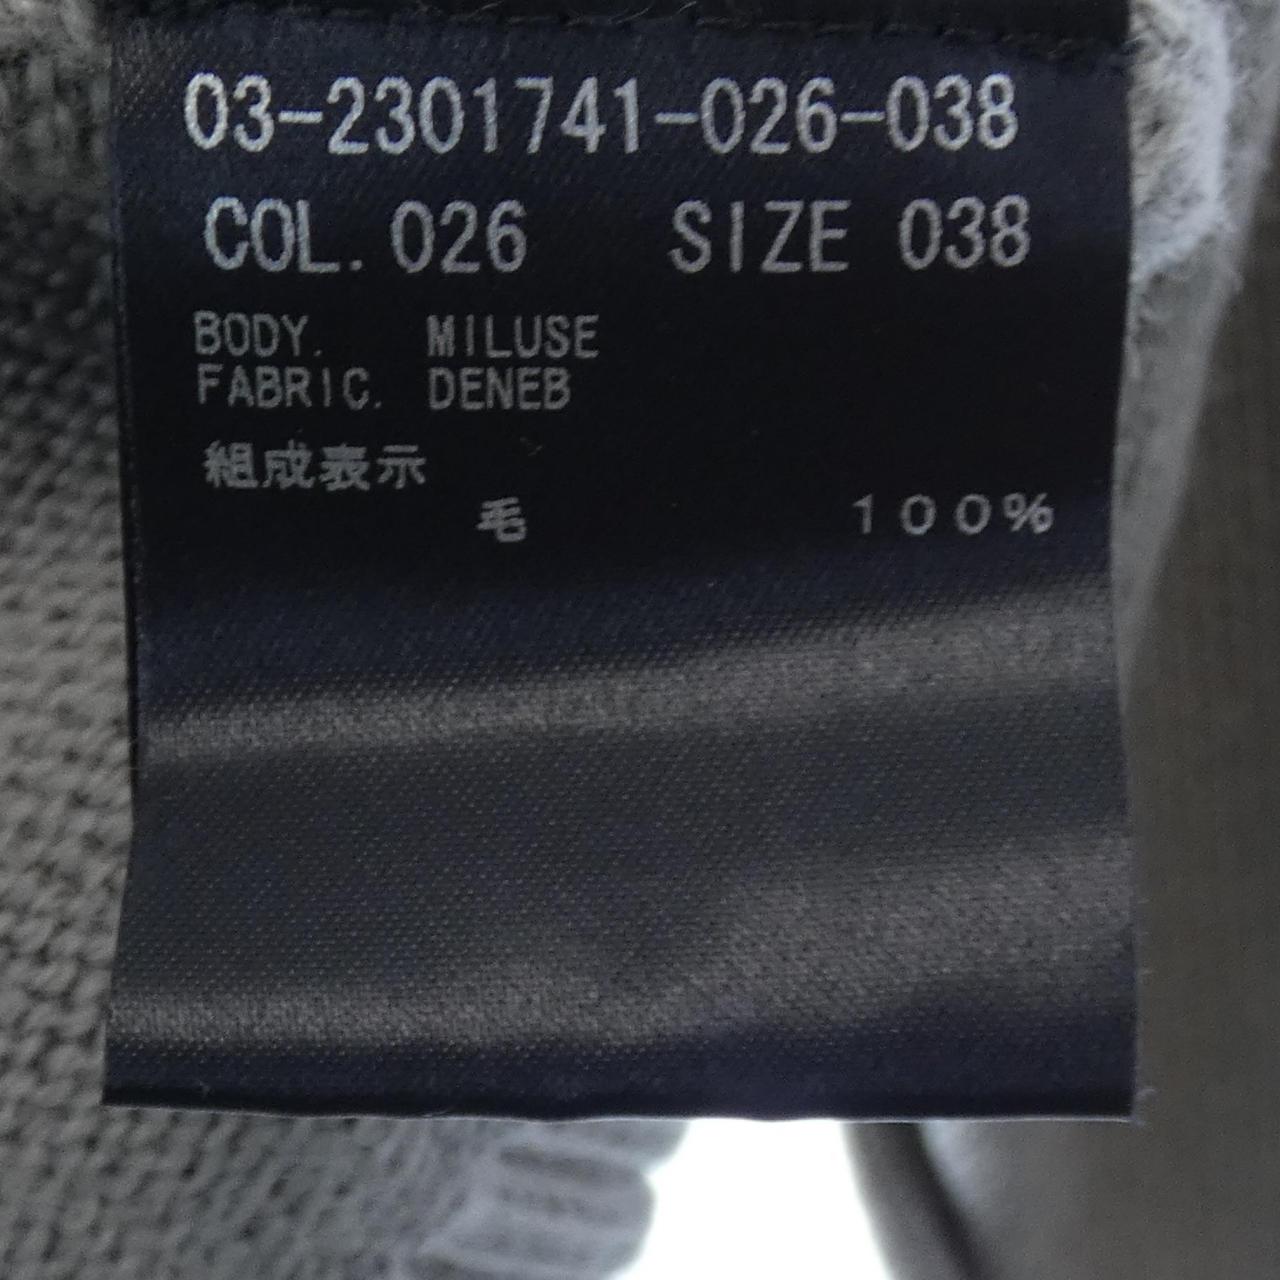 03-2301741-026-038
COL. 026 SIZE 038
BODY. MILUSE
FABRIC. DENEB
組成表示
毛 100%